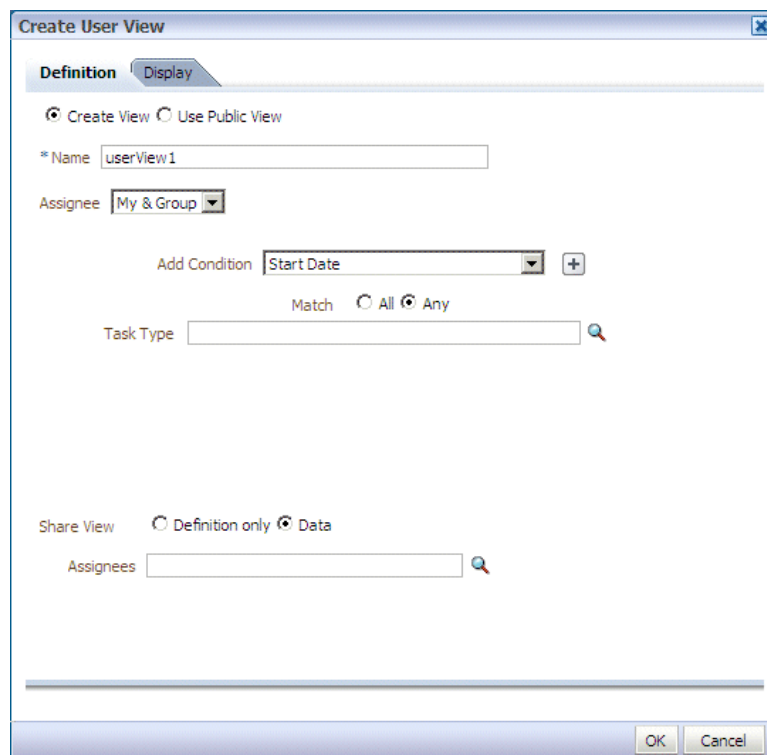 Create User View
Definition Display
Create View Use Public View
* Name userView1
Assignee My & Group
Add Condition Start Date
Match All Any
Task Type
Share View Definition only Data
Assignees
OK Cancel